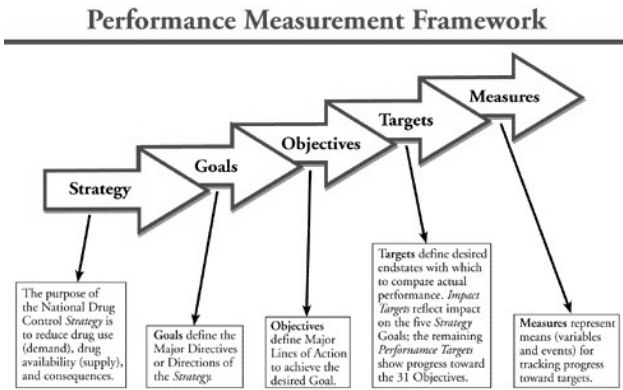 Performance Measurement Framework
Strategy
Goals
Objectives
Targets
Measures
The purpose of
the National Drug
Control Strategy is
to reduce drug use
(demand), drug
availability (supply),
and consequences.
Goals define the
Major Directives
or Directions of
the Strategy.
Objectives
define Major
Lines of Action
to achieve the
desired Goal.
Targets define desired
endstates with which
to compare actual
performance. Impact
Targets reflect impact
on the five Strategy
Goals; the remaining
Performance Targets
show progress toward
the 31 Objectives.
Measures represent
means (variables
and events) for
tracking progress
toward targets.